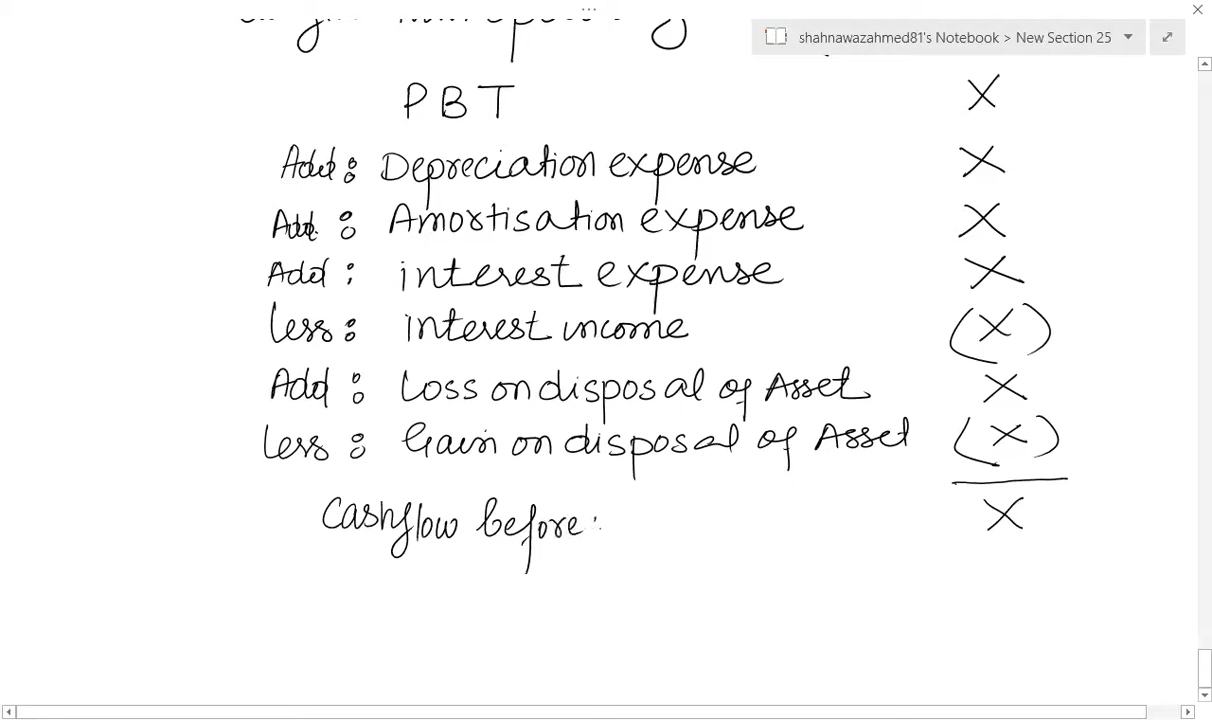 shahnawazahmed81's Notebook > New Section 25
PBT X
Add: Depreciation expense X
Add: Amortisation expense X
Add: interest expense X
less: interest income (X)
Add: Loss on disposal of Asset X
less: Gain on disposal of Asset (X)
Cashflow before X